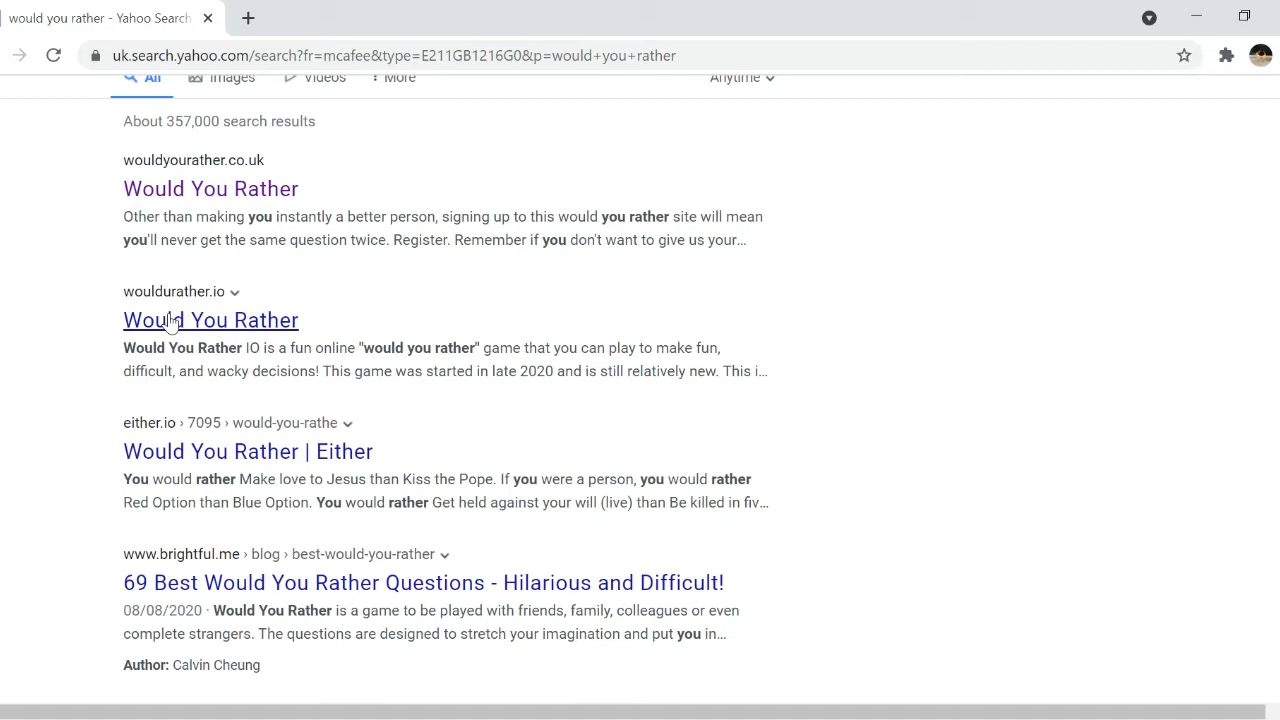 would you rather - Yahoo Search
uk.search.yahoo.com/search?fr=mcafee&type=E211GB1216G0&p=would+you+rather
All Images Videos More Anytime
About 357,000 search results
wouldyourather.co.uk
Would You Rather
Other than making you instantly a better person, signing up to this would you rather site will mean
you'll never get the same question twice. Register. Remember if you don't want to give us your...
wouldurather.io
Would You Rather
Would You Rather IO is a fun online "would you rather" game that you can play to make fun,
difficult, and wacky decisions! This game was started in late 2020 and is still relatively new. This i...
either.io › 7095 › would-you-rathe
Would You Rather | Either
You would rather Make love to Jesus than Kiss the Pope. If you were a person, you would rather
Red Option than Blue Option. You would rather Get held against your will (live) than Be killed in fiv...
www.brightful.me › blog › best-would-you-rather
69 Best Would You Rather Questions - Hilarious and Difficult!
08/08/2020 · Would You Rather is a game to be played with friends, family, colleagues or even
complete strangers. The questions are designed to stretch your imagination and put you in...
Author: Calvin Cheung